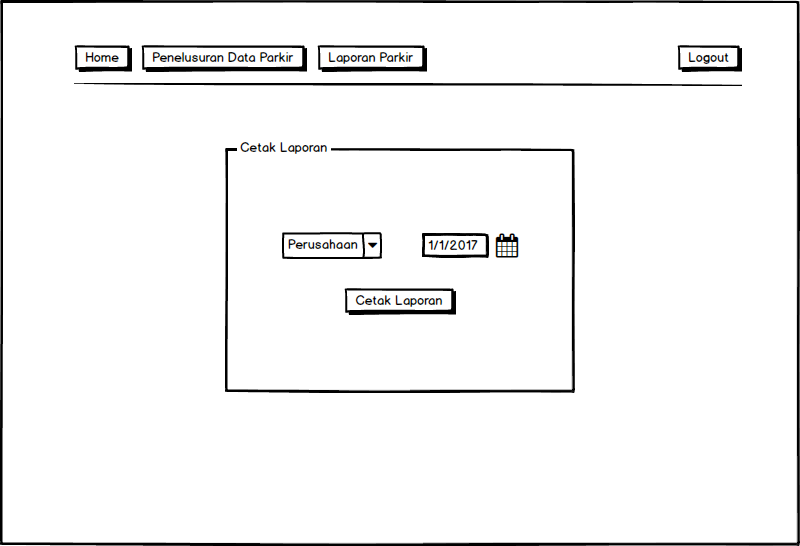 Home
Penelusuran Data Parkir
Laporan Parkir
Logout
Cetak Laporan
Perusahaan
1/1/2017
Cetak Laporan